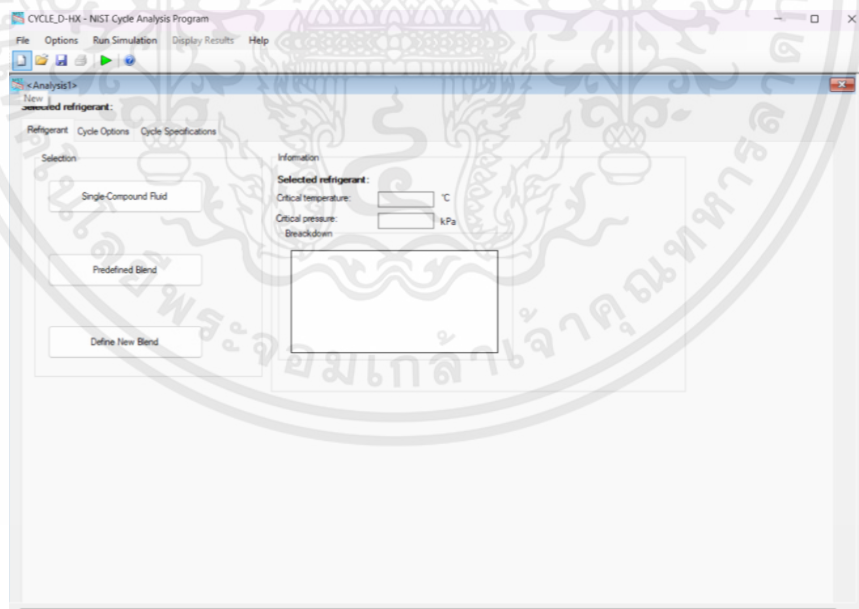 CYCLE_D-HX - NIST Cycle Analysis Program
File Options Run Simulation Display Results Help
<Analysis1>
New
Selected refrigerant:
Refrigerant Cycle Options Cycle Specifications
Selection
Single-Compound Fluid
Predefined Blend
Define New Blend
Information
Selected refrigerant:
Critical temperature: °C
Critical pressure: kPa
Breackdown